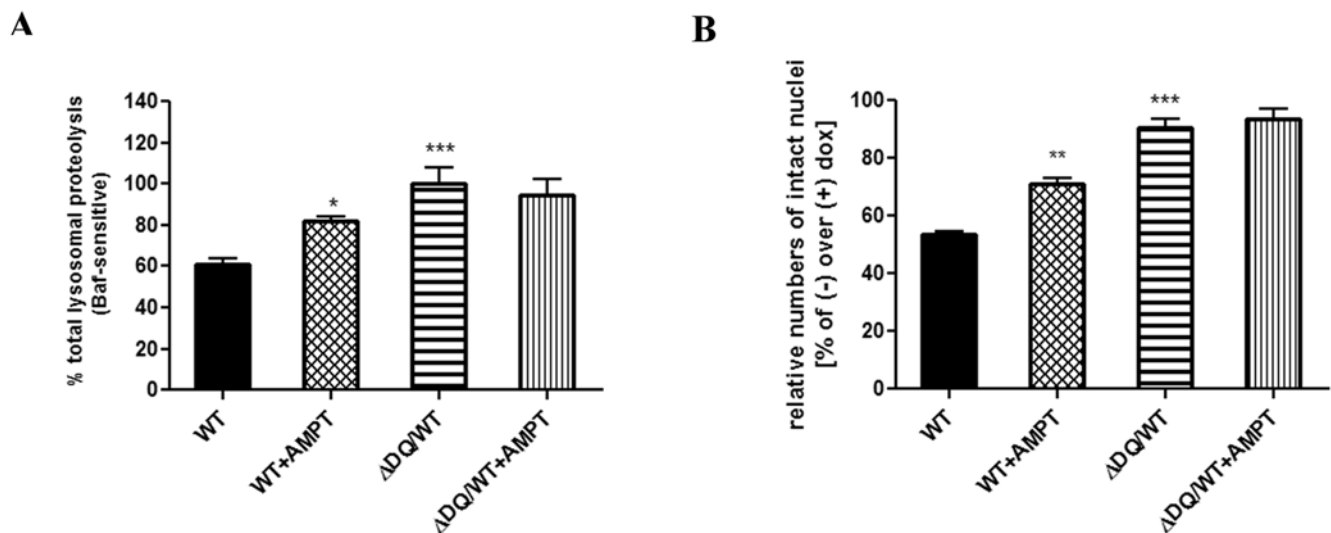 A
% total lysosomal proteolysis
(Baf-sensitive)
140
120
100
80
60
40
20
0
*
***
WT
WT+AMPT
ΔDQ/WT
ΔDQ/WT+AMPT
B
relative numbers of intact nuclei
[% of (-) over (+) dox]
100
80
60
40
20
0
**
***
WT
WT+AMPT
ΔDQ/WT
ΔDQ/WT+AMPT